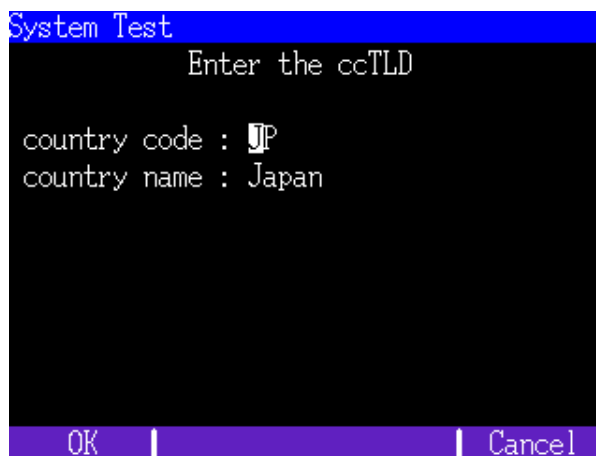 System Test
Enter the ccTLD
country code : JP
country name : Japan
OK Cancel